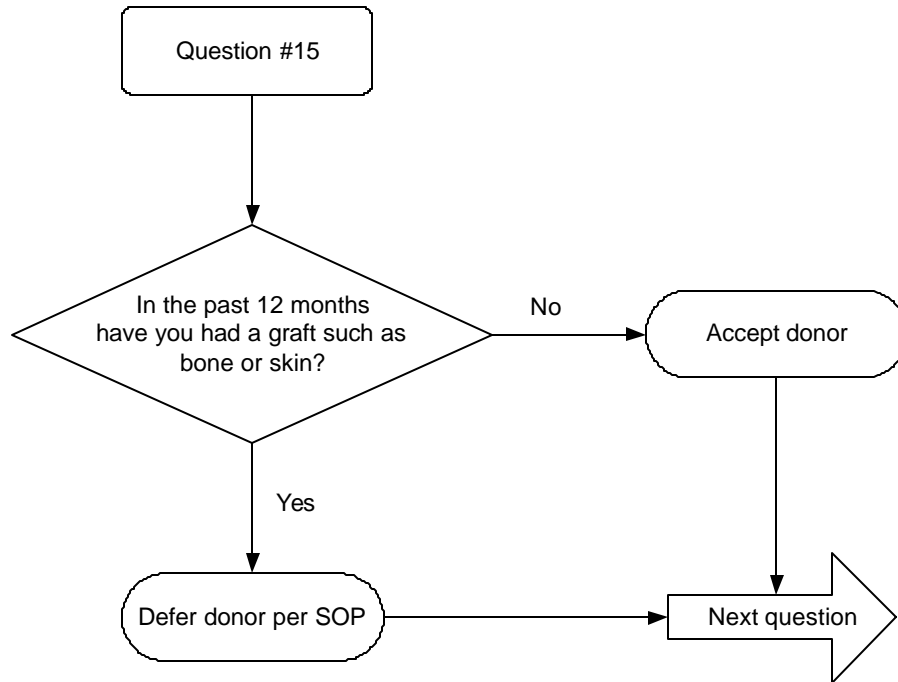 Question #15
In the past 12 months
have you had a graft such as
bone or skin?
No
Accept donor
Yes
Defer donor per SOP
Next question